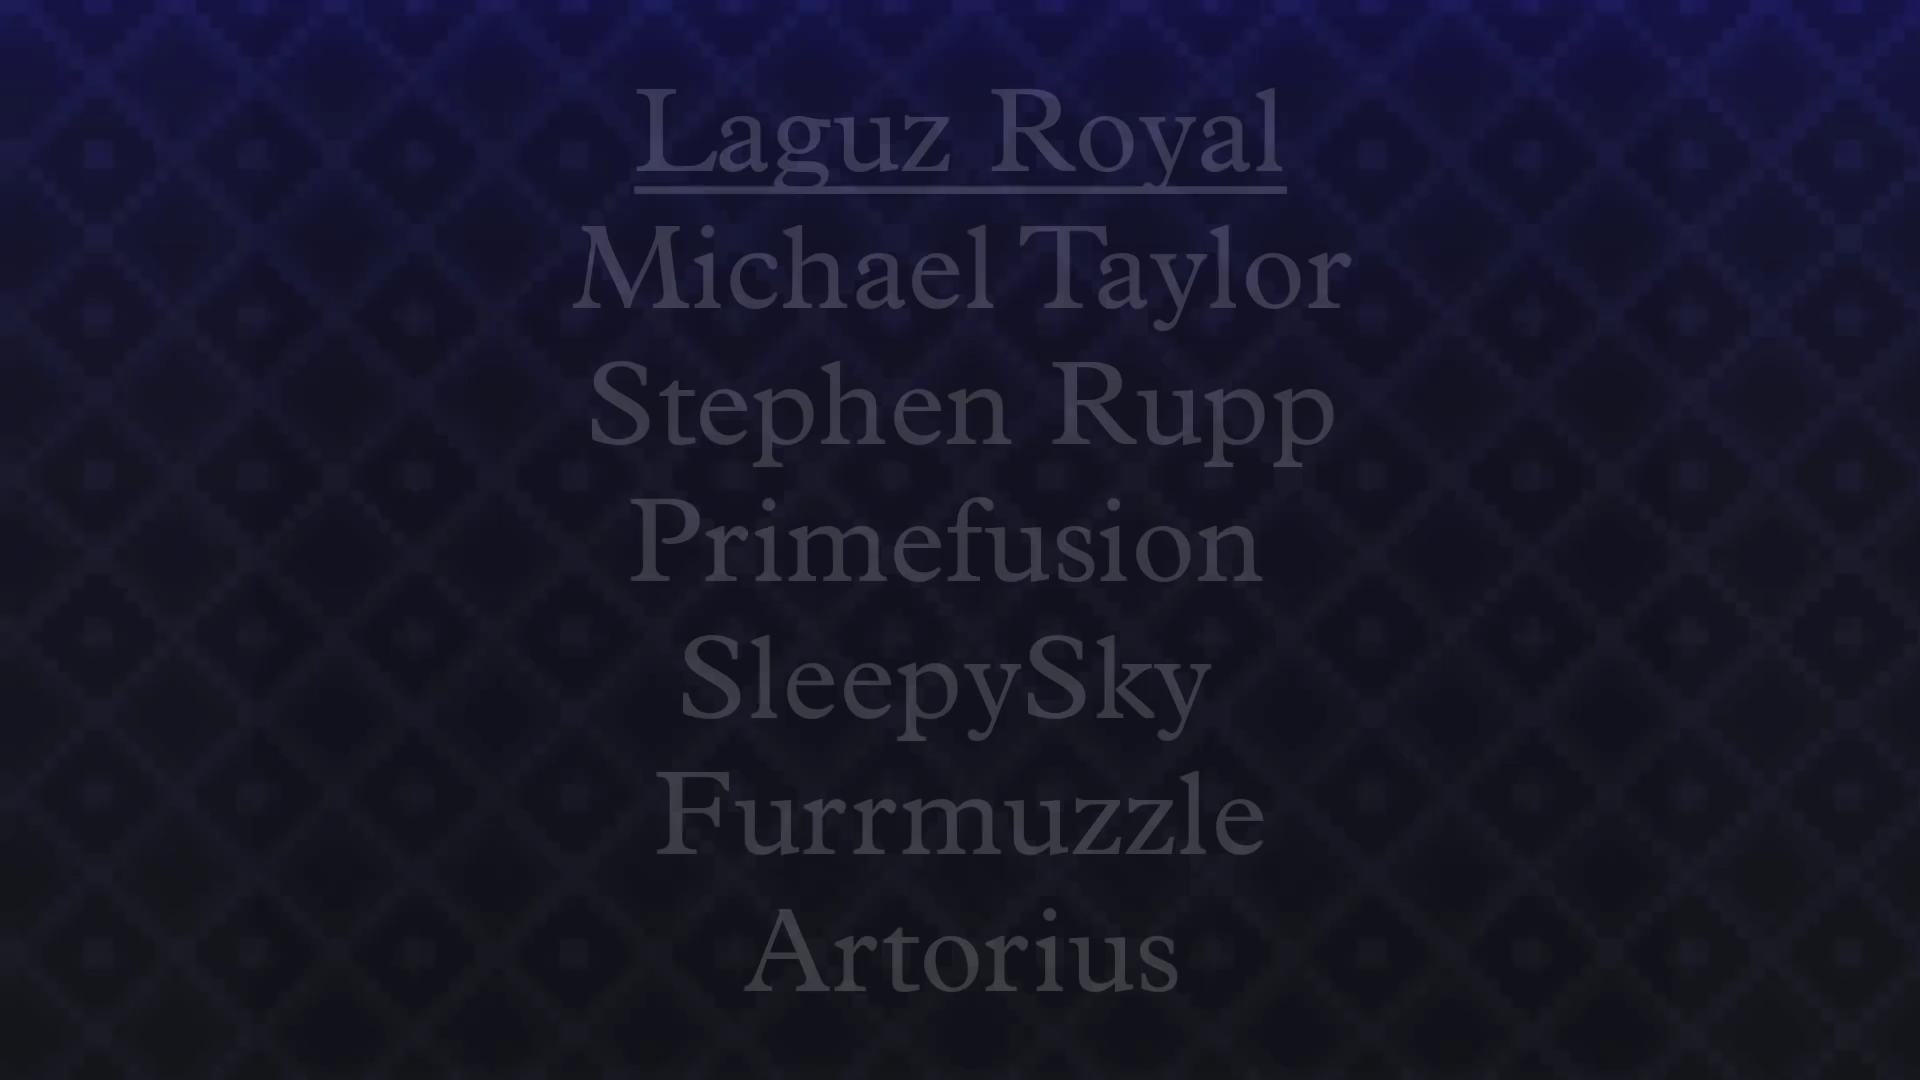 Laguz Royal
Michael Taylor
Stephen Rupp
Primefusion
SleepySky
Furrmuzzle
Artorius